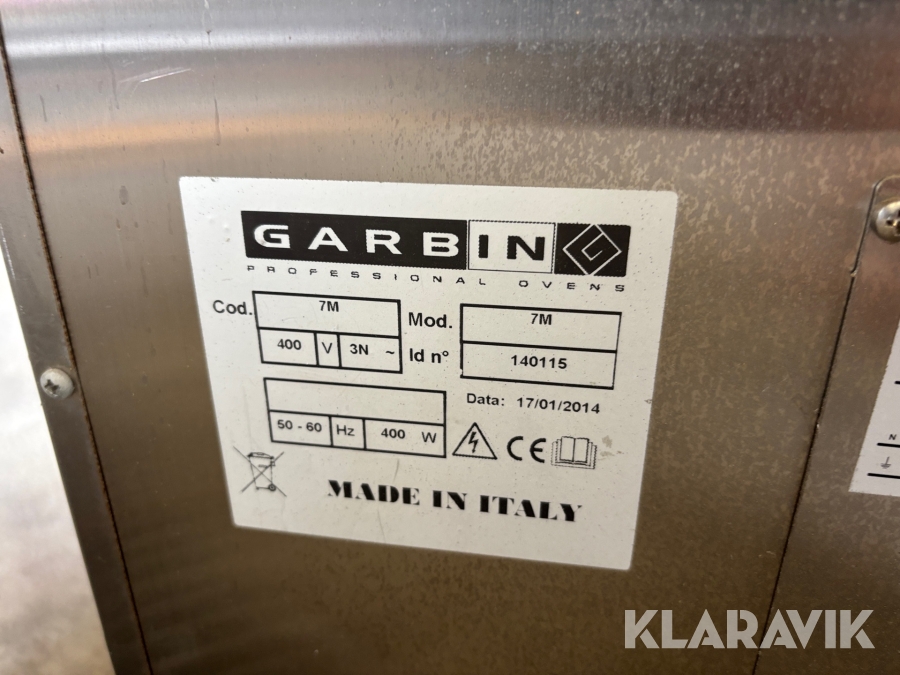 GARBIN G
PROFESSIONAL OVENS
Cod. 7M Mod. 7M
400 V 3N ~ Id n° 140115
Data: 17/01/2014
50 - 60 Hz 400 W
CE
MADE IN ITALY
N
KLARAVIK